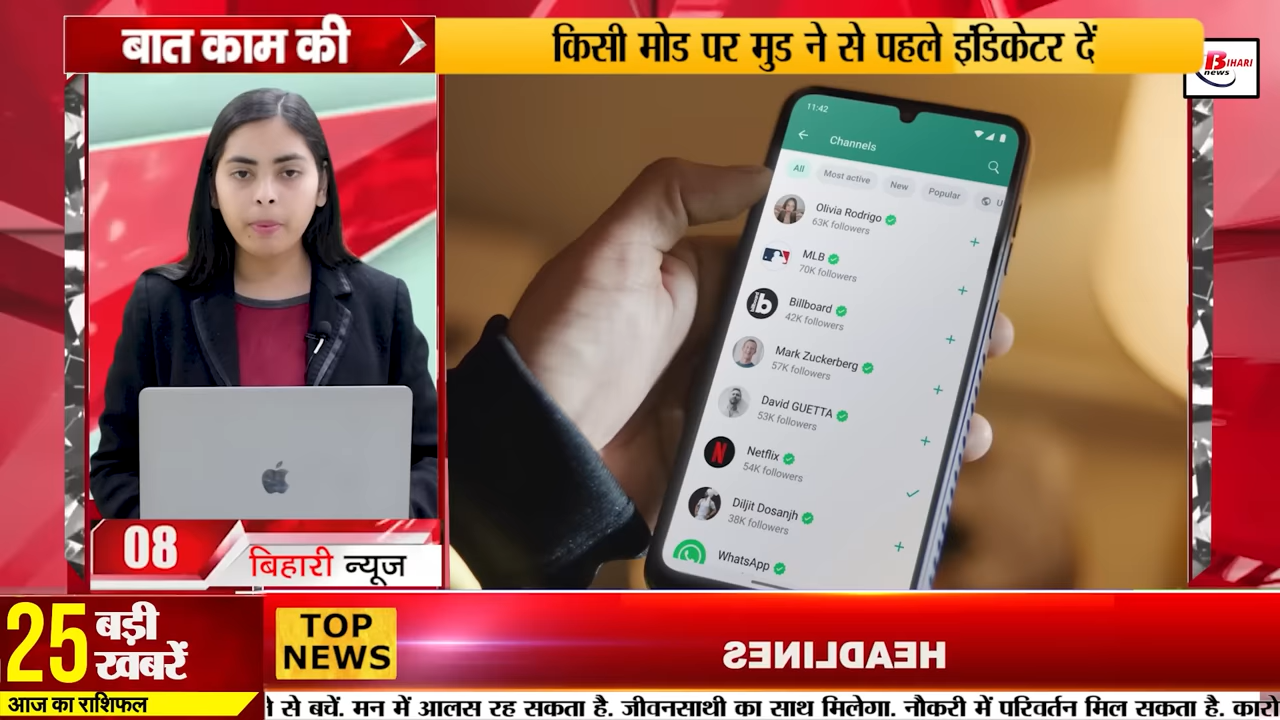 बात काम की
किसी मोड पर मुड ने से पहले इंडिकेटर दें
BIHARI
news
11:42
Channels
All
Most active
New
Popular
Olivia Rodrigo
63K followers
MLB
70K followers
Billboard
42K followers
Mark Zuckerberg
57K followers
David GUETTA
53K followers
Netflix
54K followers
Diljit Dosanjh
38K followers
WhatsApp
08
बिहारी न्यूज
25 बड़ी
खबरें
TOP
NEWS
HEADLINES
आज का राशिफल
से बचें. मन में आलस रह सकता है. जीवनसाथी का साथ मिलेगा. नौकरी में परिवर्तन मिल सकता है.